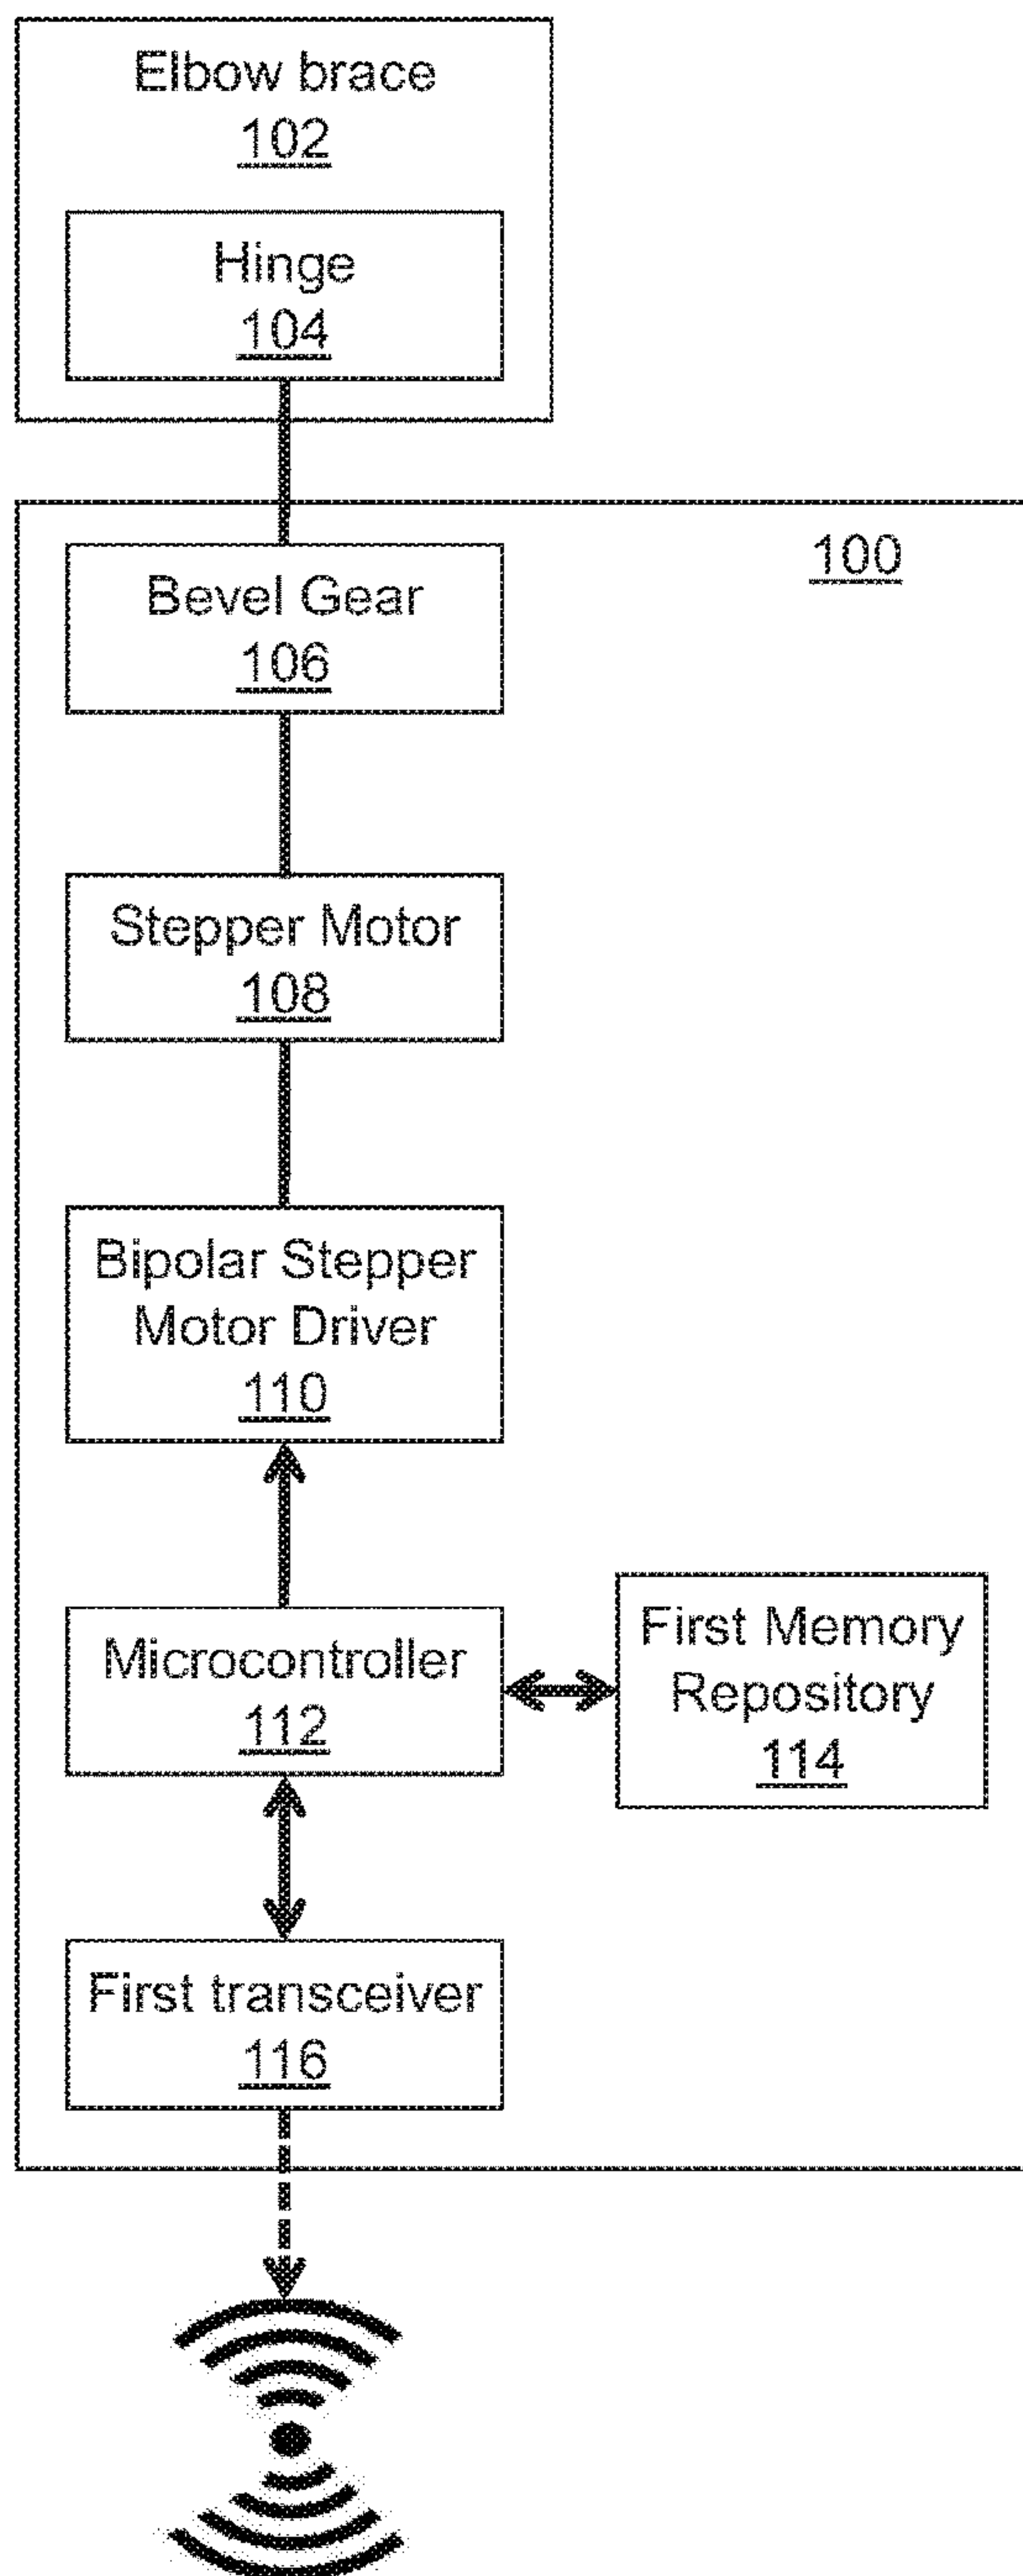 Elbow brace
102
Hinge
104
100
Bevel Gear
106
Stepper Motor
108
Bipolar Stepper
Motor Driver
110
Microcontroller
112
First Memory
Repository
114
First transceiver
116